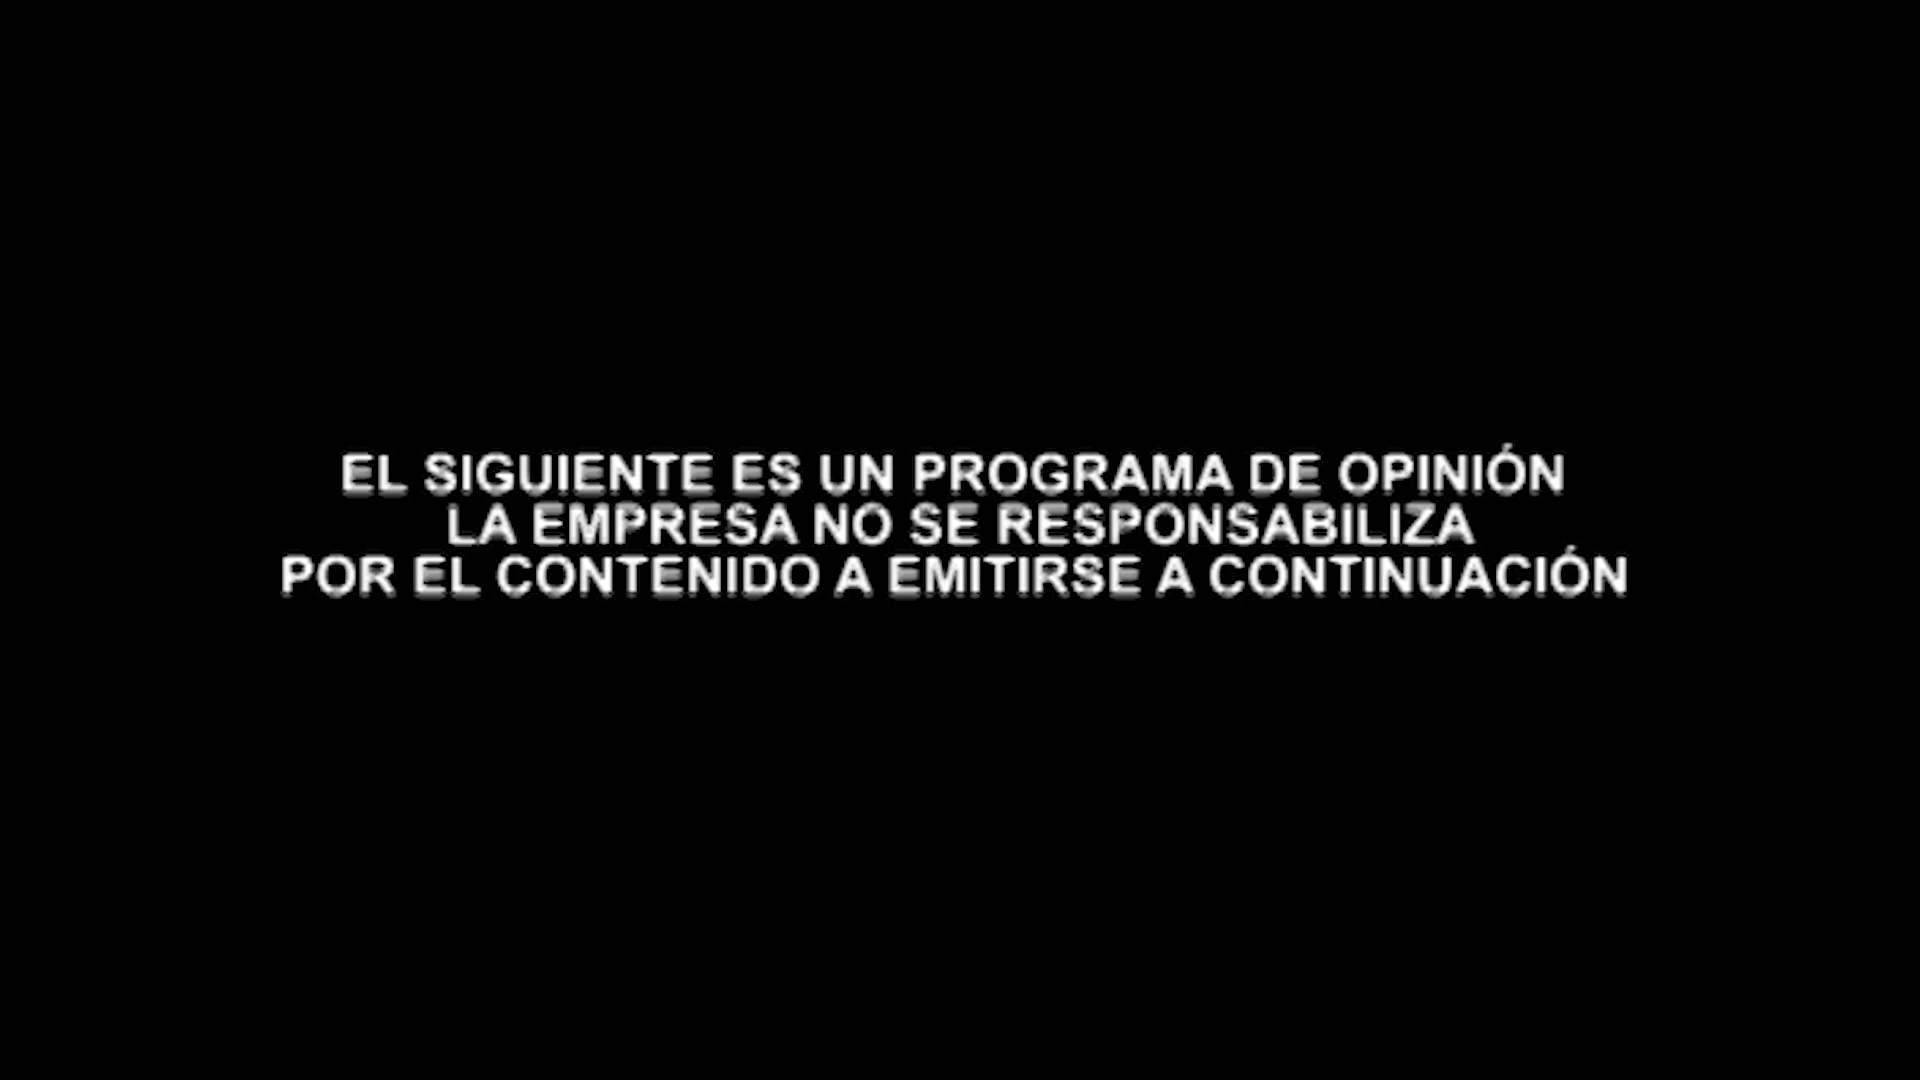 EL SIGUIENTE ES UN PROGRAMA DE OPINIÓN
LA EMPRESA NO SE RESPONSABILIZA
POR EL CONTENIDO A EMITIRSE A CONTINUACIÓN